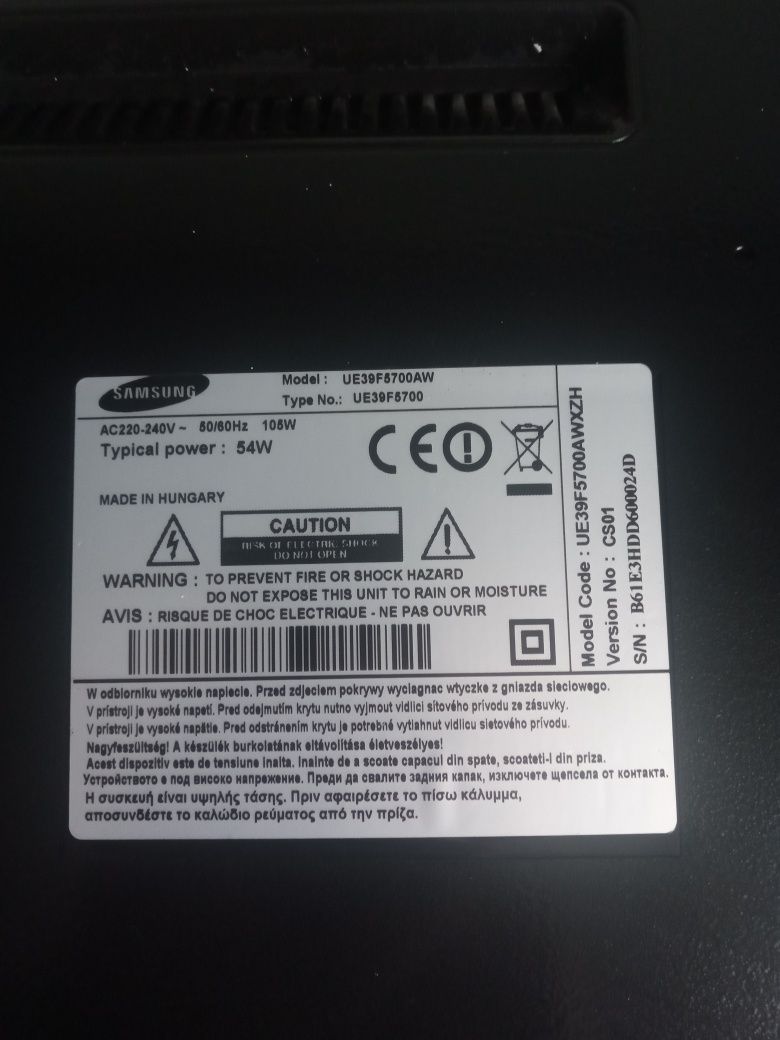 SAMSUNG
Model : UE39F5700AW
Type No.: UE39F5700
AC220-240V ~ 50/60Hz 105W
Typical power : 54W
MADE IN HUNGARY
CAUTION
RISK OF ELECTRIC SHOCK
DO NOT OPEN
WARNING : TO PREVENT FIRE OR SHOCK HAZARD
DO NOT EXPOSE THIS UNIT TO RAIN OR MOISTURE
AVIS : RISQUE DE CHOC ELECTRIQUE - NE PAS OUVRIR
Model Code : UE39F5700AWXZH
Version No : CS01
S/N : B61E3HDD600024D
W odbiorniku wysokie napiecie. Przed zdjeciem pokrywy wyciagnac wtyczke z gniazda sieciowego.
V prístroji je vysoké napetí. Pred odejmutím krytu nutno vyjmout vidlici sítového prívodu ze zásuvky.
V prístroji je vysoké napätie. Pred odstránením krytu je potrebné vytiahnut vidlicu sietového prívodu.
Nagyfeszültség! A készülék burkolatának eltávolítása életveszélyes!
Acest dispozitiv este de tensiune inalta. Inainte de a scoate capacul din spate, scoateti-l din priza.
Устройството е под високо напрежение. Преди да свалите задния капак, изключете щепсела от контакта.
Η συσκευή είναι υψηλής τάσης. Πριν αφαιρέσετε το πίσω κάλυμμα,
αποσυνδέστε το καλώδιο ρεύματος από την πρίζα.